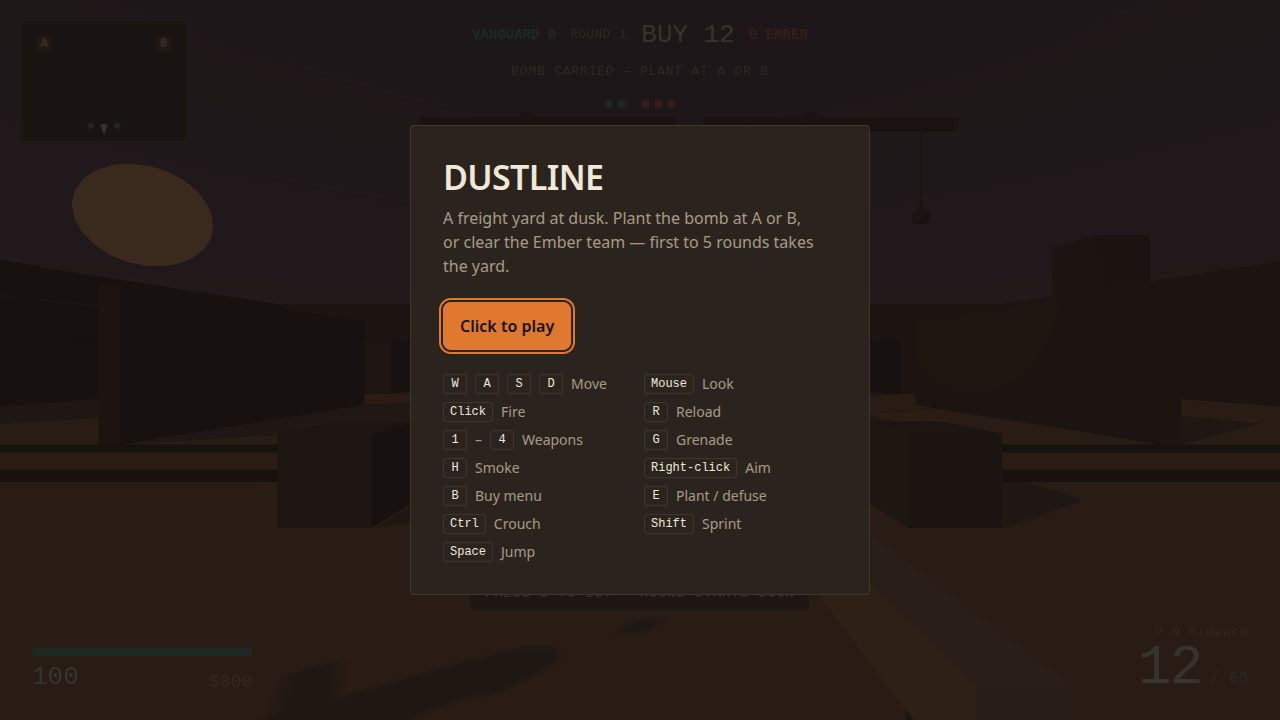 A B
VANGUARD 0 ROUND 1 BUY 12 0 EMBER
BOMB CARRIED — PLANT AT A OR B
DUSTLINE
A freight yard at dusk. Plant the bomb at A or B,
or clear the Ember team — first to 5 rounds takes
the yard.
Click to play
W A S D Move
Mouse Look
Click Fire
R Reload
1 – 4 Weapons
G Grenade
H Smoke
Right-click Aim
B Buy menu
E Plant / defuse
Ctrl Crouch
Shift Sprint
Space Jump
100 $800
P-9 Sidearm
12 / 60